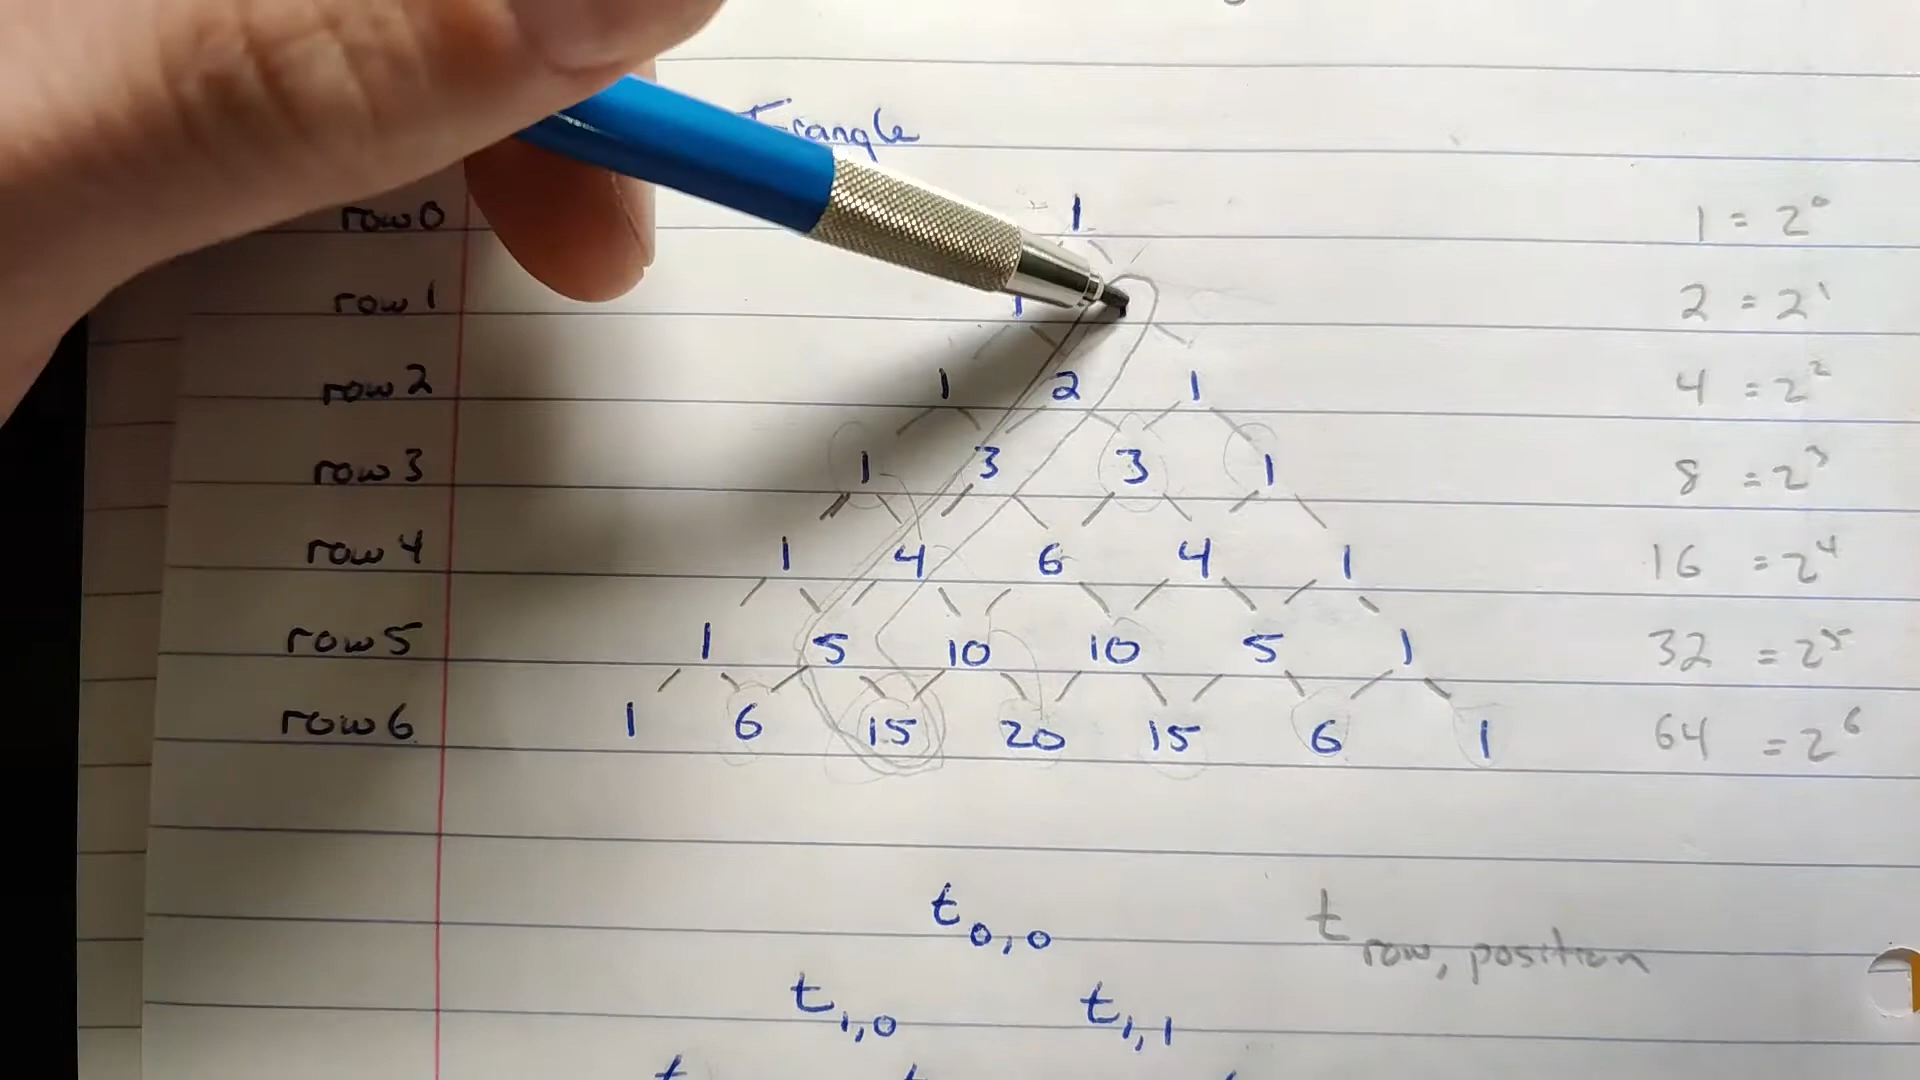 Triangle
row 0 1 1 = 2⁰
row 1 1 2 = 2¹
row 2 1 2 1 4 = 2²
row 3 1 3 3 1 8 = 2³
row 4 1 4 6 4 1 16 = 2⁴
row 5 1 5 10 10 5 1 32 = 2⁵
row 6 1 6 15 20 15 6 1 64 = 2⁶
t₀,₀ t row, position
t₁,₀ t₁,₁